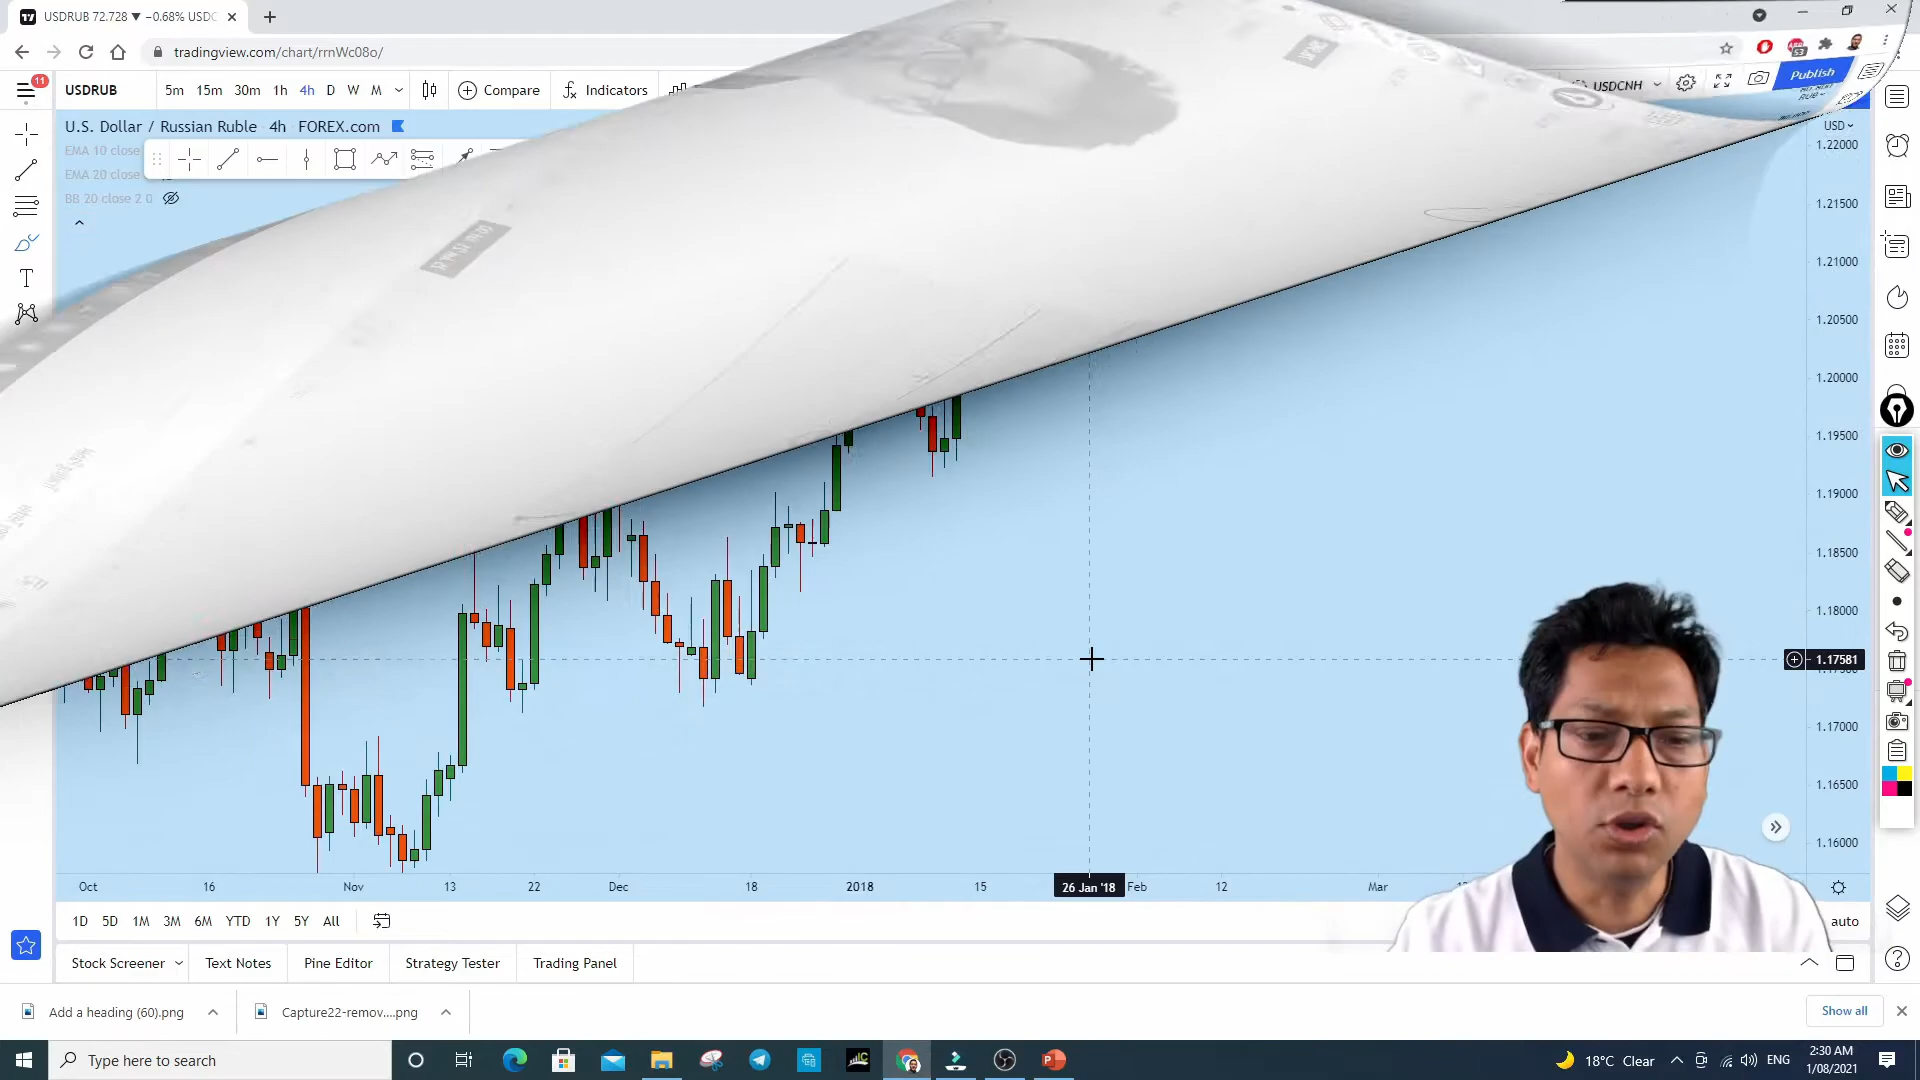 USDRUB 72.728 ▼ −0.68% USDC
tradingview.com/chart/rrnWc08o/
53
11
USDRUB
5m 15m 30m 1h 4h D W M
Compare
Indicators
USDCNH
Publish
U.S. Dollar / Russian Ruble 4h FOREX.com
EMA 10 close
EMA 20 close
BB 20 close 2 0
USD
1.22000
1.21500
1.21000
1.20500
1.20000
1.19500
1.19000
1.18500
1.18000
1.17581
1.17000
1.16500
1.16000
Oct 16 Nov 13 22 Dec 18 2018 15 26 Jan '18 Feb 12 Mar
1D 5D 1M 3M 6M YTD 1Y 5Y All
auto
Stock Screener Text Notes Pine Editor Strategy Tester Trading Panel
Add a heading (60).png
Capture22-remov....png
Show all
Type here to search
18°C Clear
ENG
2:30 AM
1/08/2021